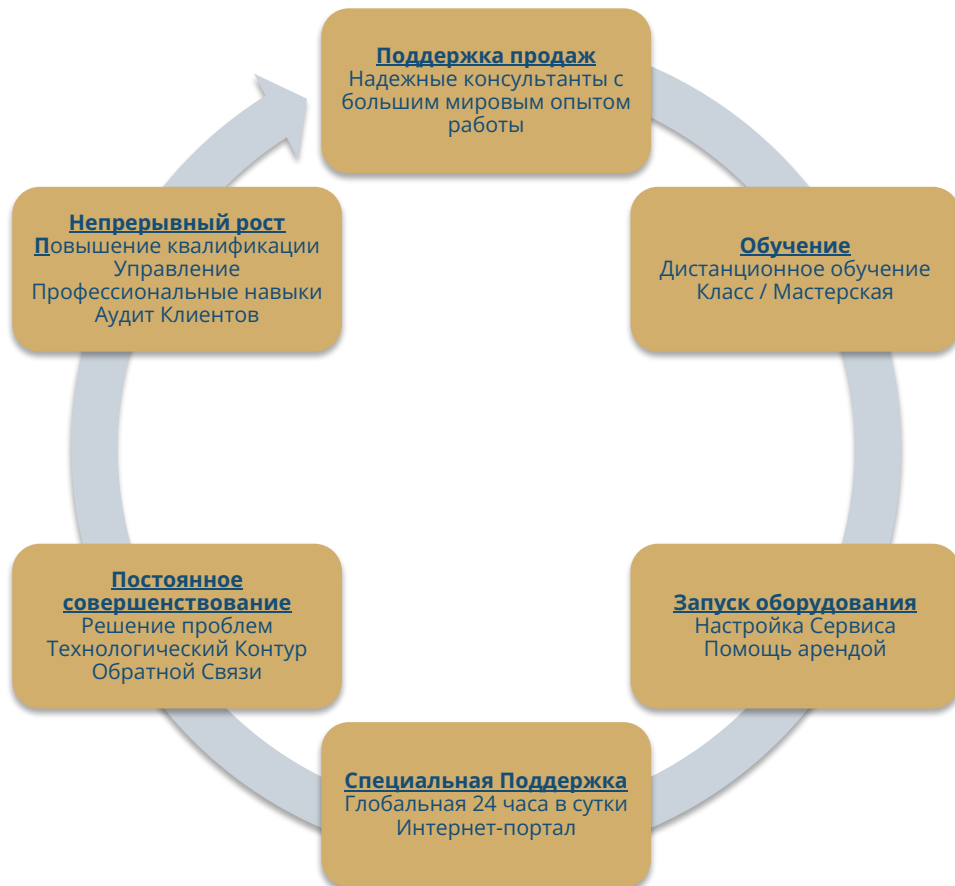 Поддержка продаж
Надежные консультанты с
большим мировым опытом
работы
Обучение
Дистанционное обучение
Класс / Мастерская
Запуск оборудования
Настройка Сервиса
Помощь арендой
Специальная Поддержка
Глобальная 24 часа в сутки
Интернет-портал
Постоянное
совершенствование
Решение проблем
Технологический Контур
Обратной Связи
Непрерывный рост
Повышение квалификации
Управление
Профессиональные навыки
Аудит Клиентов